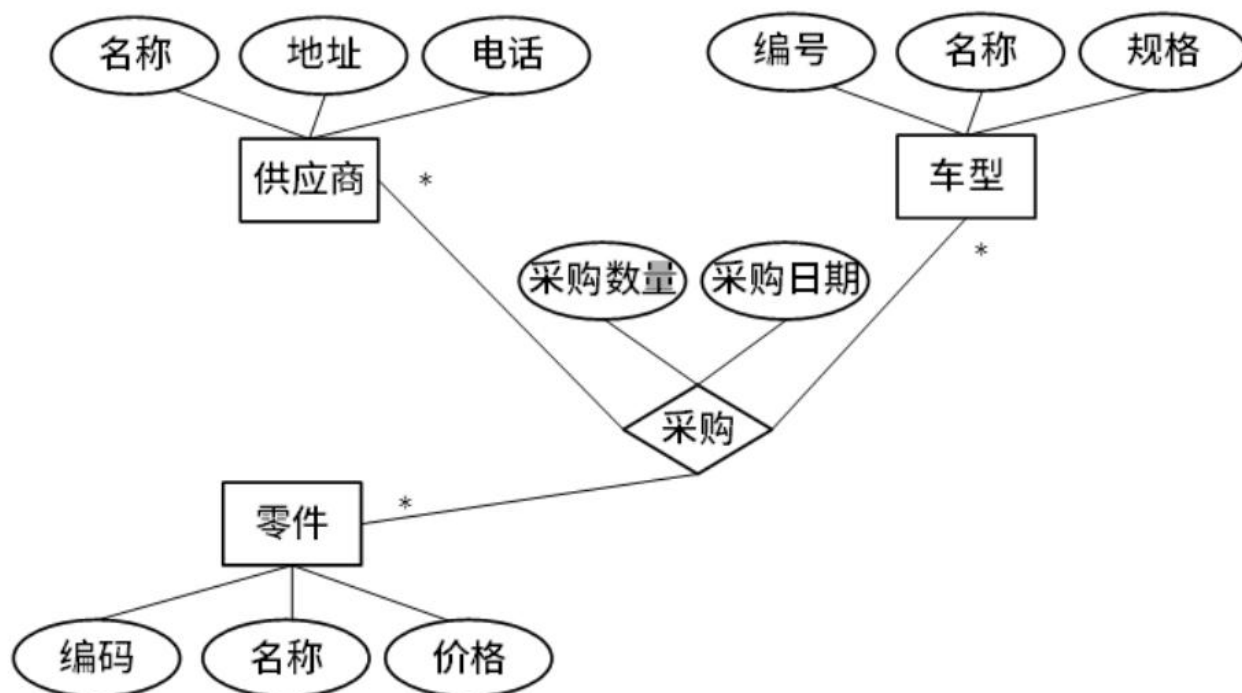 名称 地址 电话
编号 名称 规格
供应商 * 车型
*
采购数量 采购日期
采购
零件 *
编码 名称 价格